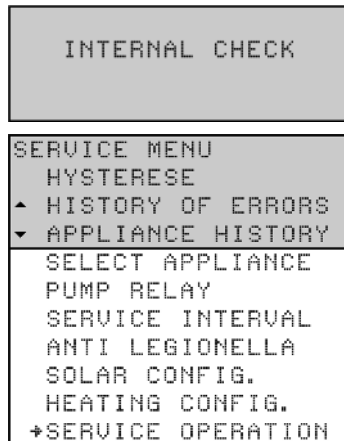 INTERNAL CHECK
SERVICE MENU
HYSTERESE
HISTORY OF ERRORS
APPLIANCE HISTORY
SELECT APPLIANCE
PUMP RELAY
SERVICE INTERVAL
ANTI LEGIONELLA
SOLAR CONFIG.
HEATING CONFIG.
SERVICE OPERATION